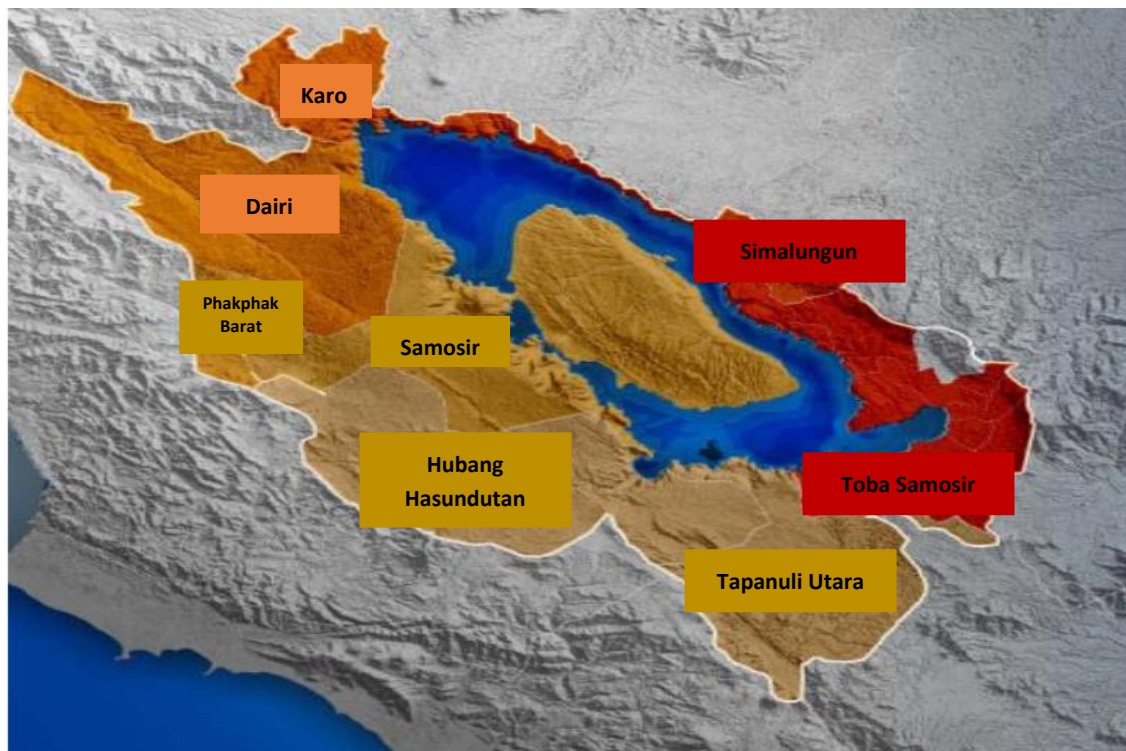 Karo
Dairi
Simalungun
Phakphak
Barat
Samosir
Hubang
Hasundutan
Toba Samosir
Tapanuli Utara